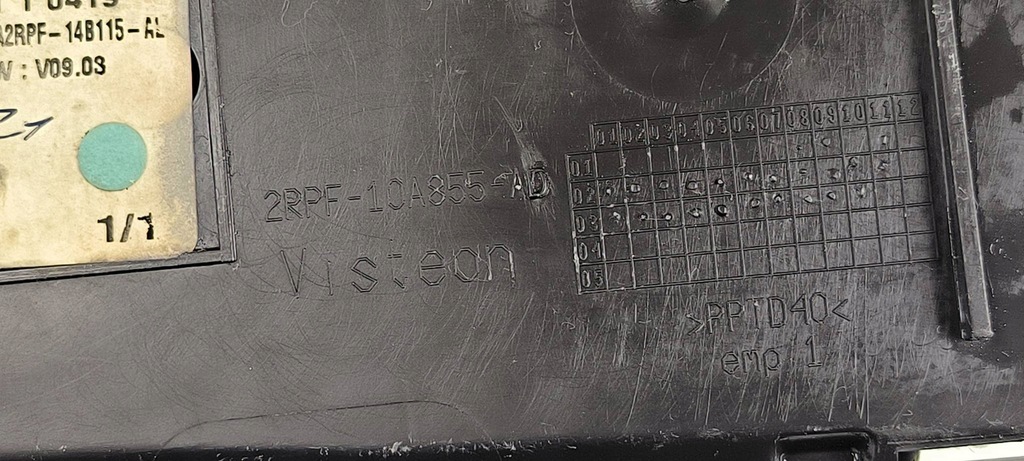 A2RPF-14B115-AL
W : V09.03
1/1
2RPF-10A855-AD
Visteon
01 02 03 04 05 06 07 08 09 10 11 12
01
02
03
04
05
>PPTD40<
emp 1